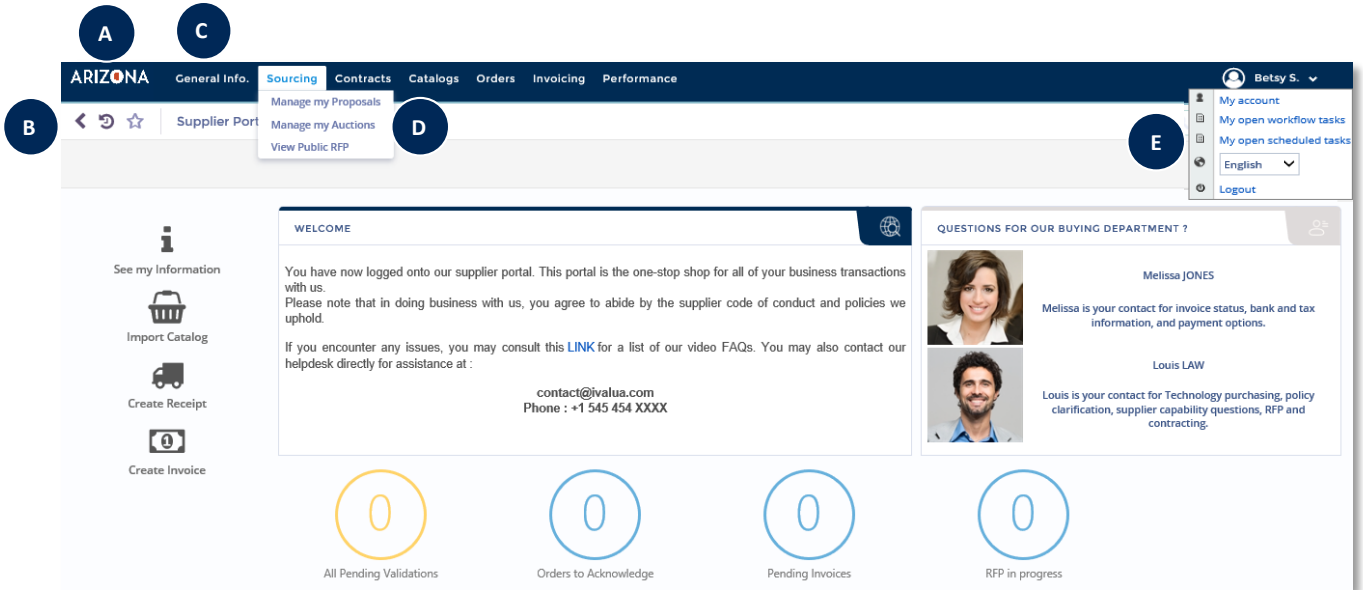 A
C
ARIZONA
General Info.
Sourcing
Contracts
Catalogs
Orders
Invoicing
Performance
Betsy S.
B
Supplier Port
Manage my Proposals
Manage my Auctions
View Public RFP
D
E
My account
My open workflow tasks
My open scheduled tasks
English
Logout
See my Information
Import Catalog
Create Receipt
1
Create Invoice
WELCOME
You have now logged onto our supplier portal. This portal is the one-stop shop for all of your business transactions
with us.
Please note that in doing business with us, you agree to abide by the supplier code of conduct and policies we
uphold.
If you encounter any issues, you may consult this LINK for a list of our video FAQs. You may also contact our
helpdesk directly for assistance at :
contact@ivalua.com
Phone : +1 545 454 XXXX
QUESTIONS FOR OUR BUYING DEPARTMENT ?
Melissa JONES
Melissa is your contact for invoice status, bank and tax
information, and payment options.
Louis LAW
Louis is your contact for Technology purchasing, policy
clarification, supplier capability questions, RFP and
contracting.
0
All Pending Validations
0
Orders to Acknowledge
0
Pending Invoices
0
RFP in progress